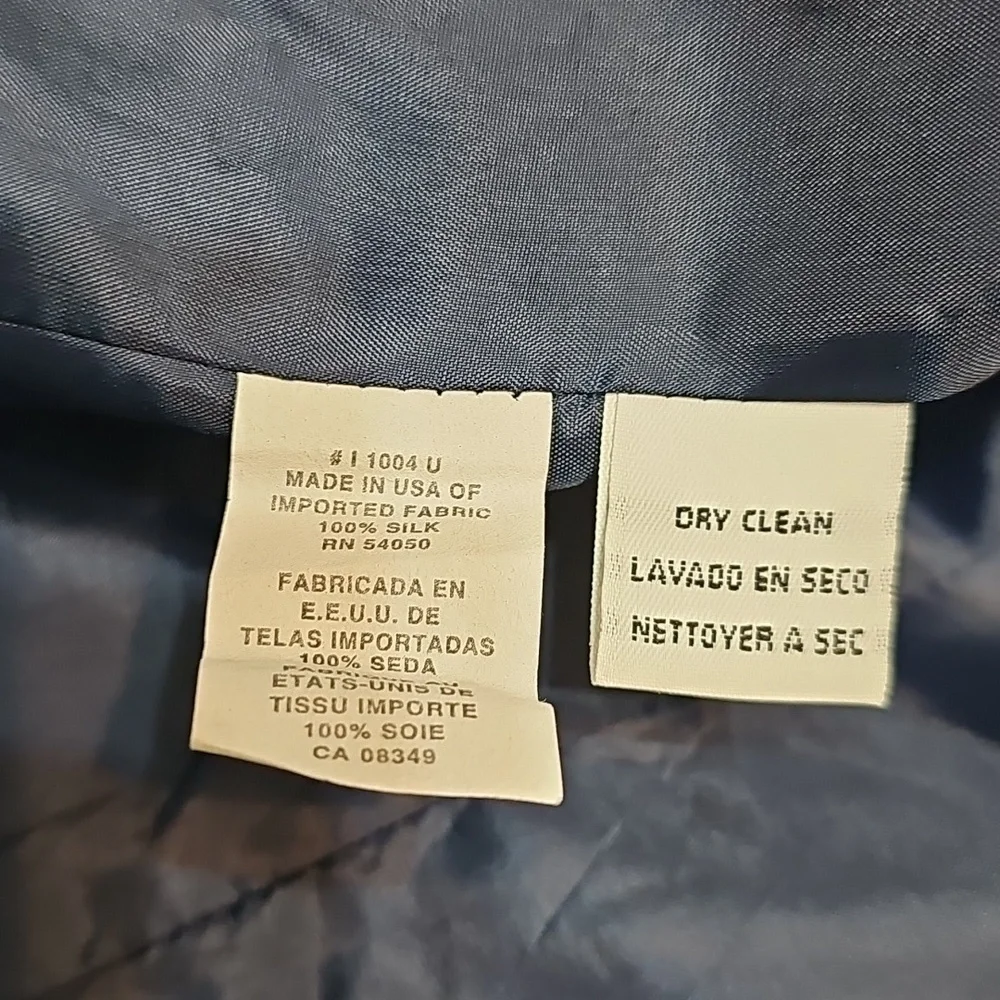 # I 1004 U
MADE IN USA OF
IMPORTED FABRIC
100% SILK
RN 54050
FABRICADA EN
E.E.U.U. DE
TELAS IMPORTADAS
100% SEDA
ETATS-UNIS DE
TISSU IMPORTE
100% SOIE
CA 08349
DRY CLEAN
LAVADO EN SECO
NETTOYER A SEC